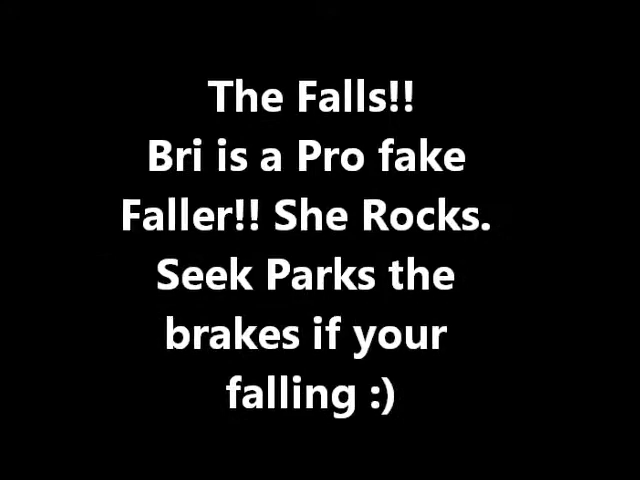 The Falls!!
Bri is a Pro fake
Faller!! She Rocks.
Seek Parks the
brakes if your
falling :)